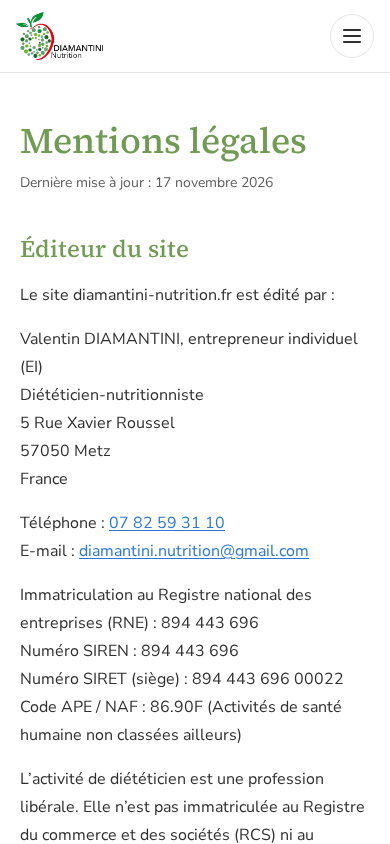 DIAMANTINI
Nutrition
Mentions légales
Dernière mise à jour : 17 novembre 2026
Éditeur du site
Le site diamantini-nutrition.fr est édité par :
Valentin DIAMANTINI, entrepreneur individuel
(EI)
Diététicien-nutritionniste
5 Rue Xavier Roussel
57050 Metz
France
Téléphone : 07 82 59 31 10
E-mail : diamantini.nutrition@gmail.com
Immatriculation au Registre national des
entreprises (RNE) : 894 443 696
Numéro SIREN : 894 443 696
Numéro SIRET (siège) : 894 443 696 00022
Code APE / NAF : 86.90F (Activités de santé
humaine non classées ailleurs)
L’activité de diététicien est une profession
libérale. Elle n’est pas immatriculée au Registre
du commerce et des sociétés (RCS) ni au